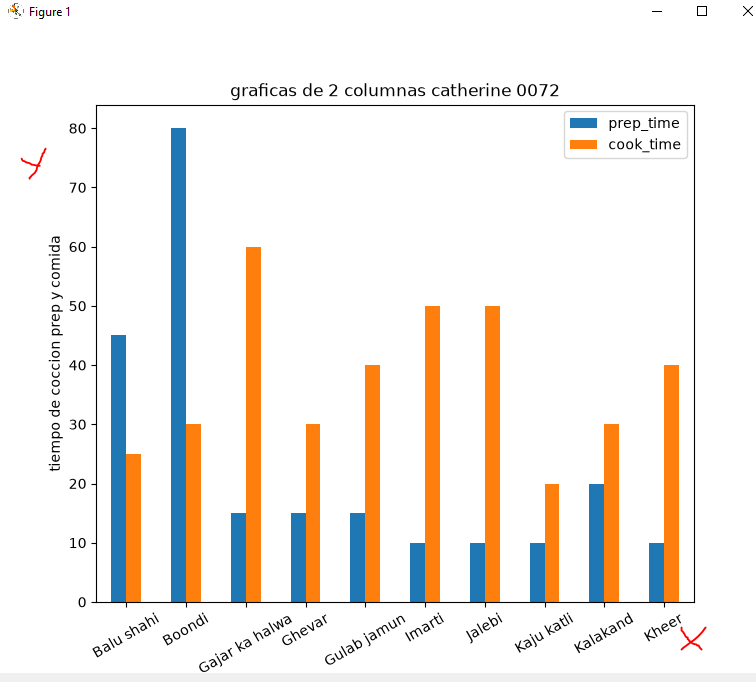 Figure 1
graficas de 2 columnas catherine 0072
prep_time
cook_time
tiempo de coccion prep y comida
80
70
60
50
40
30
20
10
0
Balu shahi
Boondi
Gajar ka halwa
Ghevar
Gulab jamun
Imarti
Jalebi
Kaju katli
Kalakand
Kheer